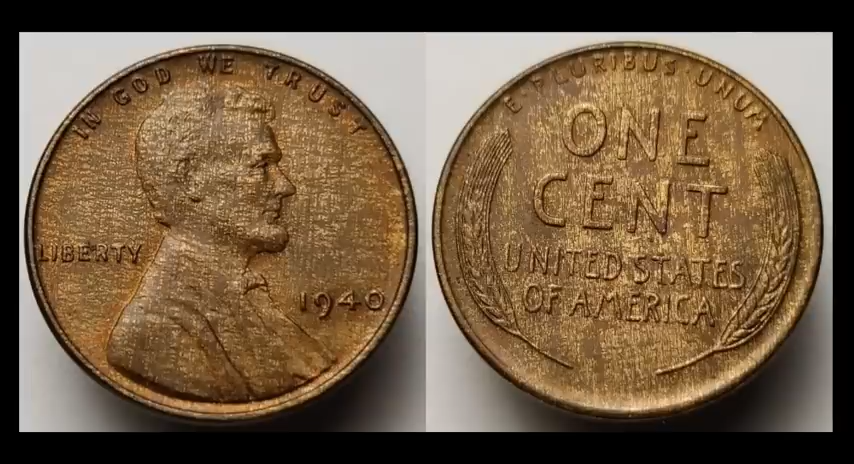 IN GOD WE TRUST
LIBERTY
1940
E·PLURIBUS·UNUM
ONE
CENT
UNITED STATES
OF AMERICA